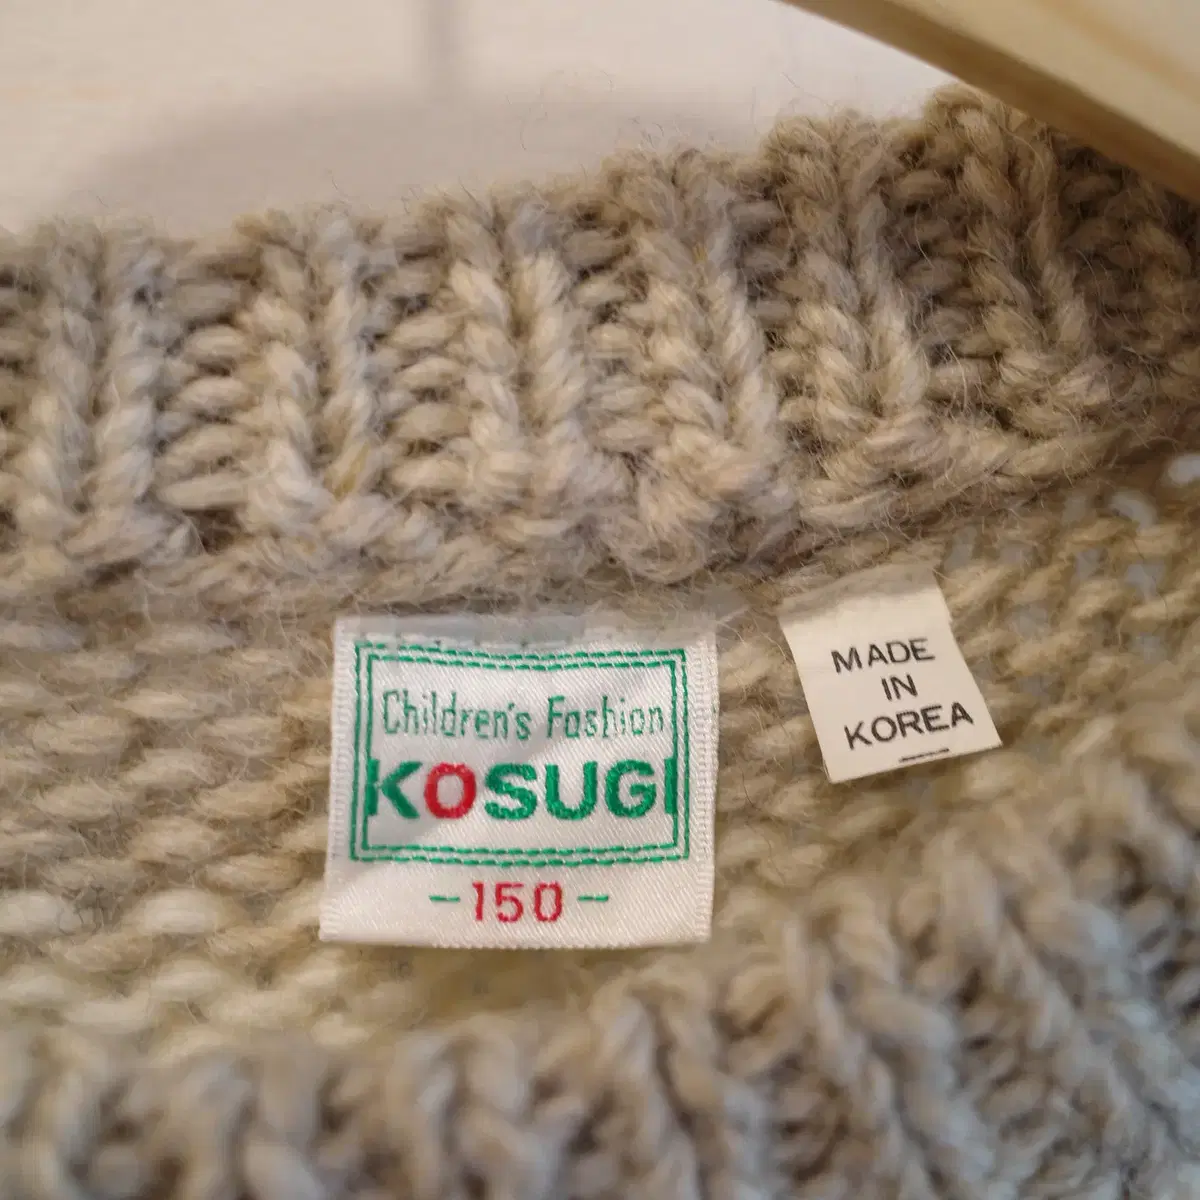 Children's Fashion
KOSUGI
-150-
MADE
IN
KOREA